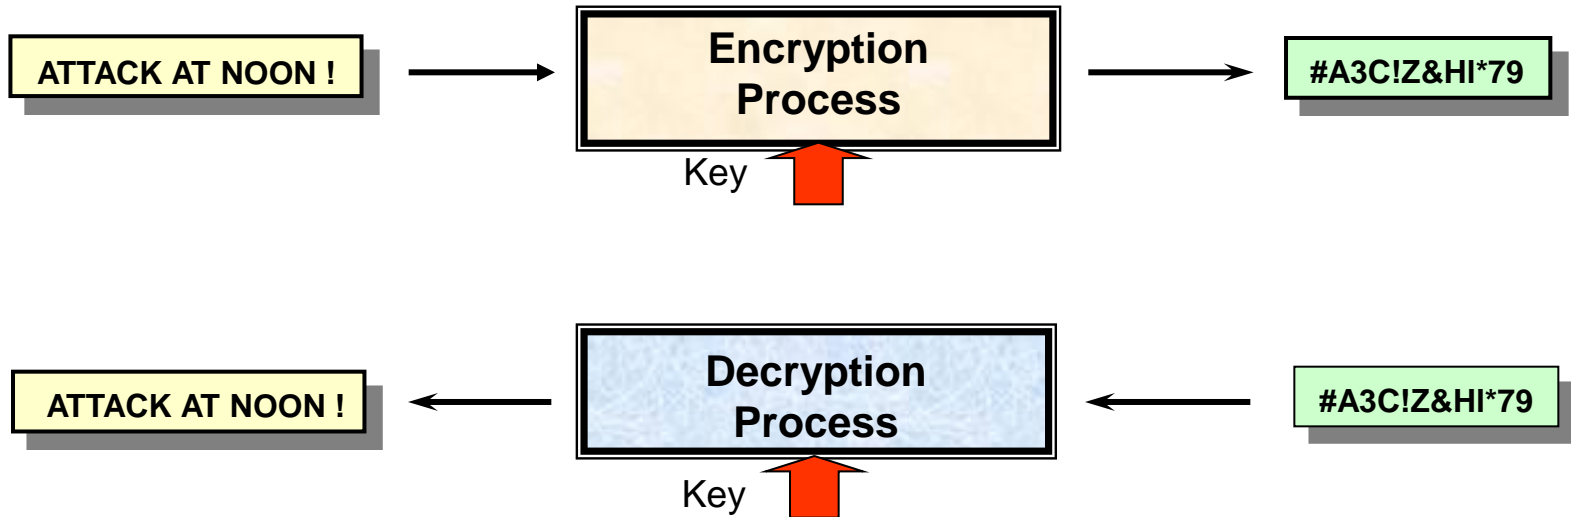 ATTACK AT NOON !
Encryption
Process
#A3C!Z&HI*79
Key
ATTACK AT NOON !
Decryption
Process
#A3C!Z&HI*79
Key